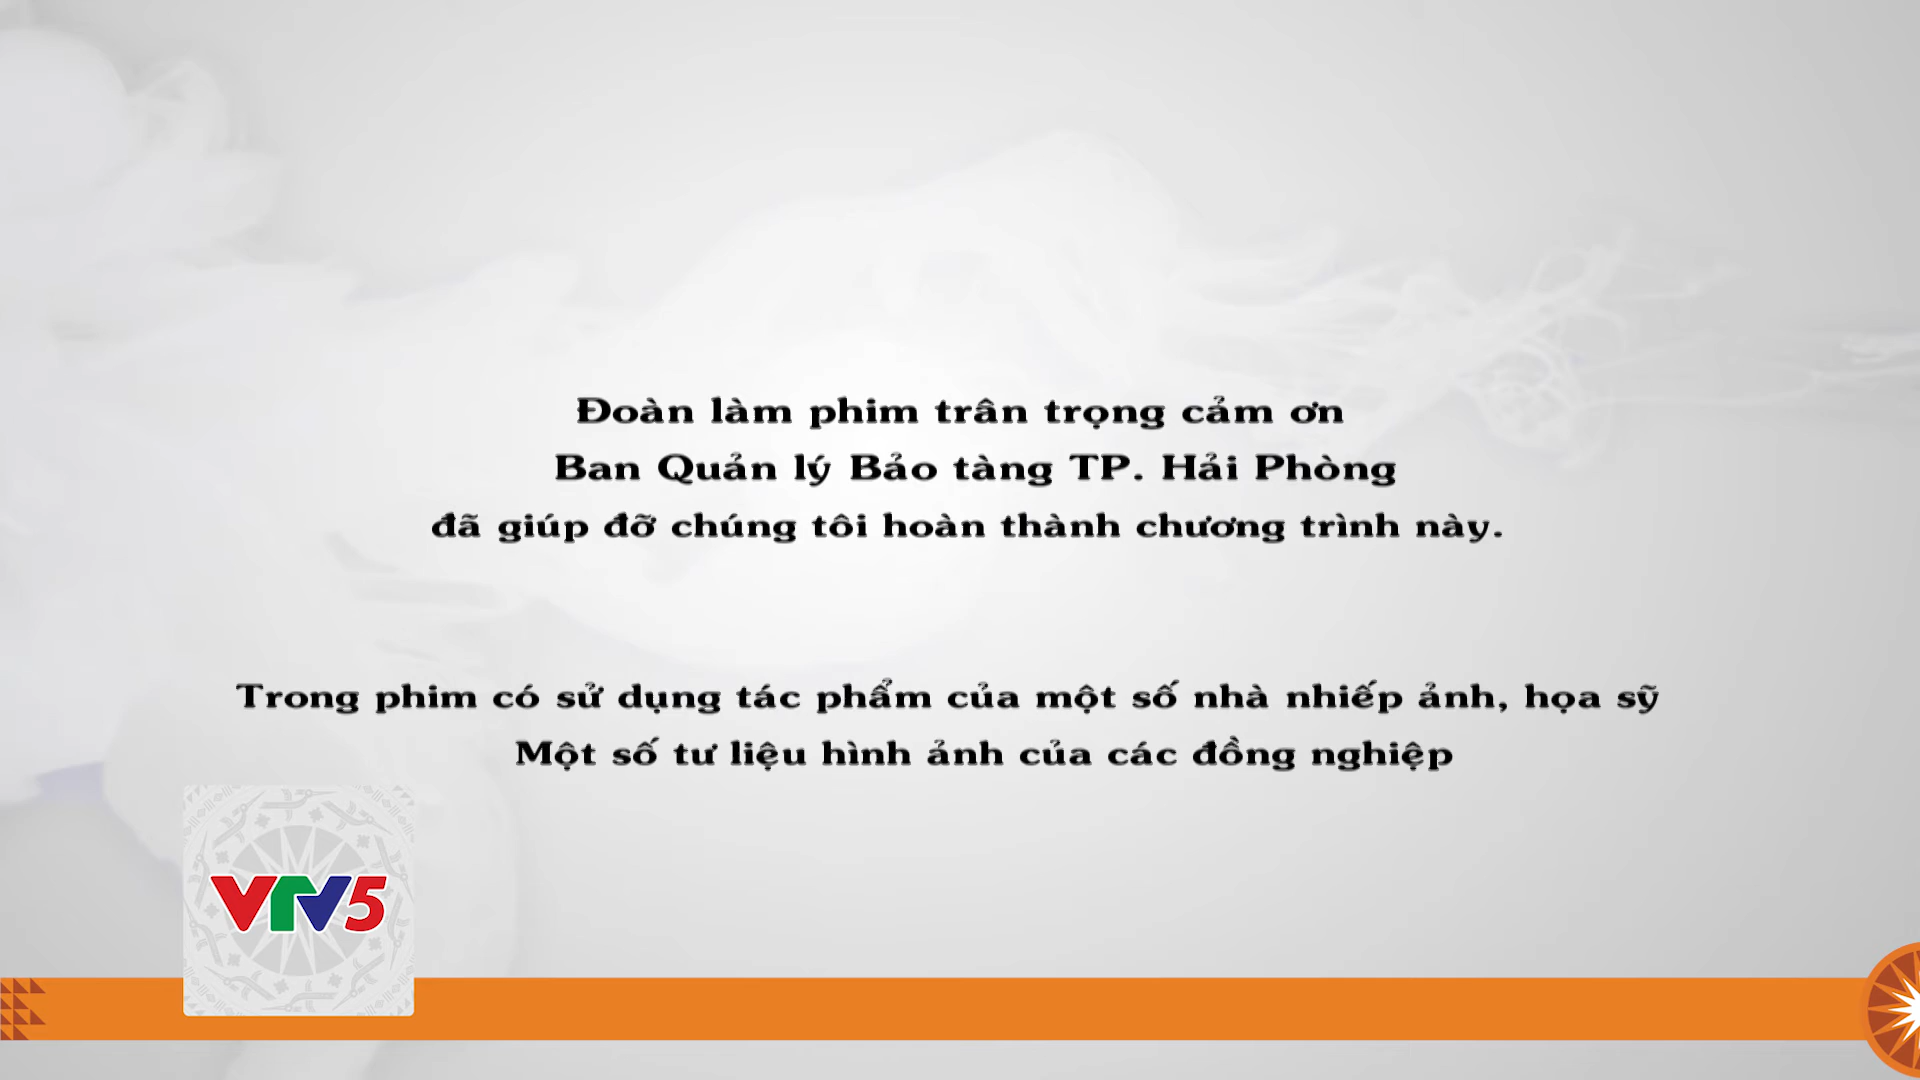 Đoàn làm phim trân trọng cảm ơn
Ban Quản lý Bảo tàng TP. Hải Phòng
đã giúp đỡ chúng tôi hoàn thành chương trình này.
Trong phim có sử dụng tác phẩm của một số nhà nhiếp ảnh, họa sỹ
Một số tư liệu hình ảnh của các đồng nghiệp
VTV5